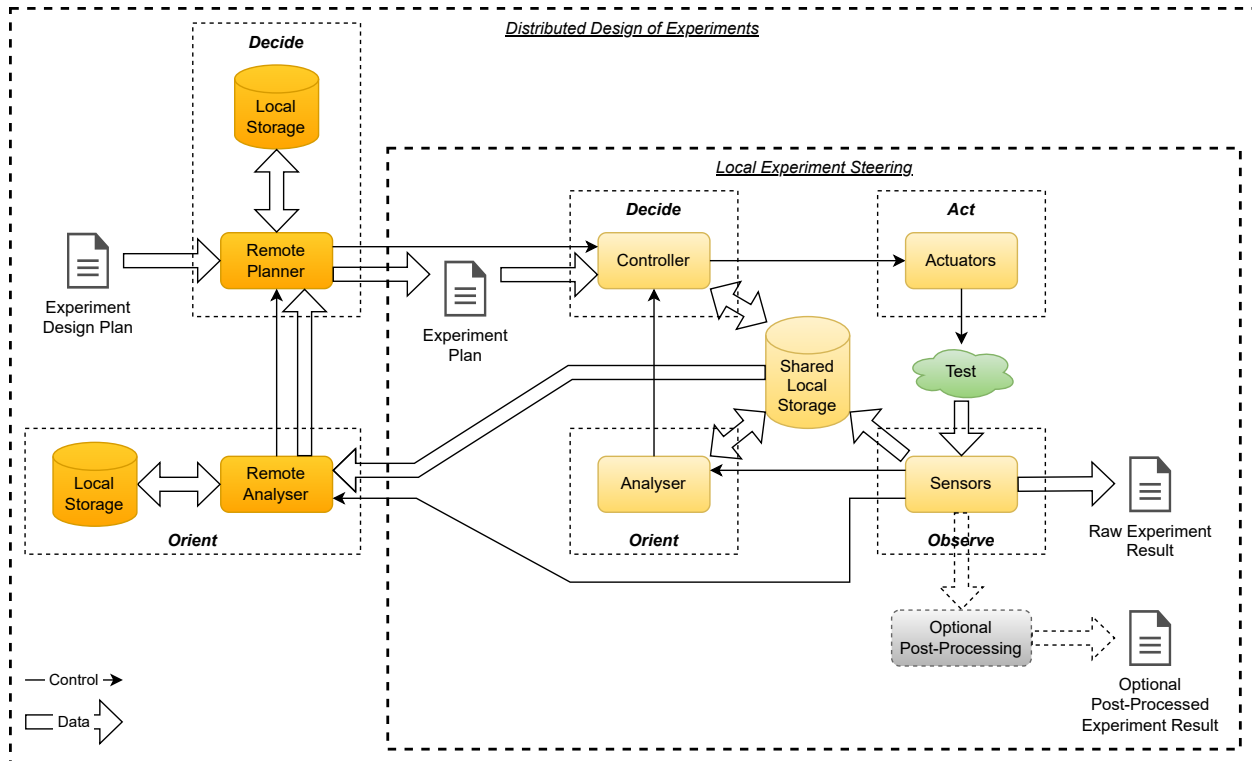 Distributed Design of Experiments
Decide
Local
Storage
Local Experiment Steering
Decide
Act
Remote
Planner
Controller
Actuators
Experiment
Design Plan
Experiment
Plan
Shared
Local
Storage
Test
Local
Storage
Remote
Analyser
Analyser
Sensors
Orient
Orient
Observe
Raw Experiment
Result
Optional
Post-Processing
Control
Data
Optional
Post-Processed
Experiment Result